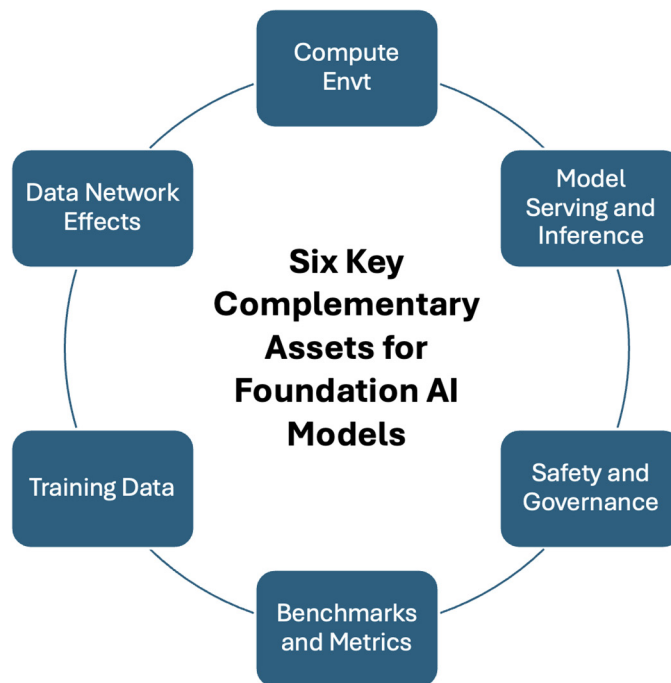 Compute
Envt
Model
Serving and
Inference
Safety and
Governance
Benchmarks
and Metrics
Training Data
Data Network
Effects
Six Key
Complementary
Assets for
Foundation AI
Models